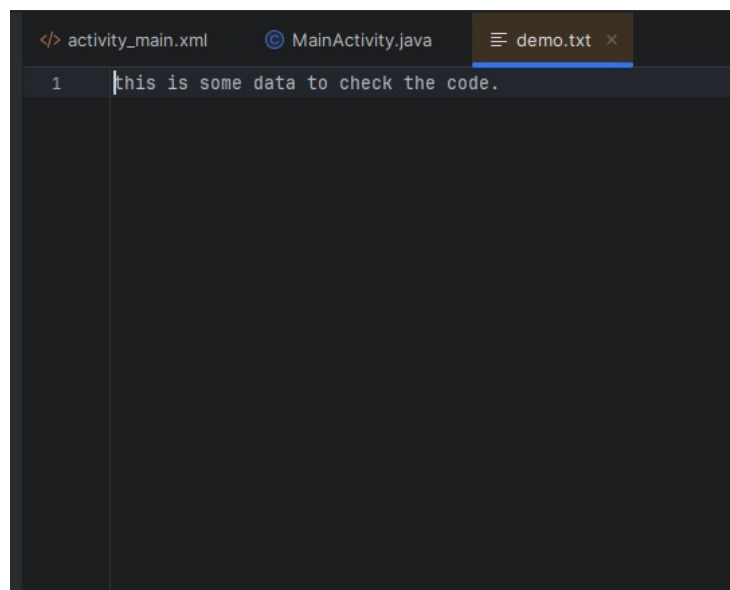 activity_main.xml MainActivity.java demo.txt
1 this is some data to check the code.